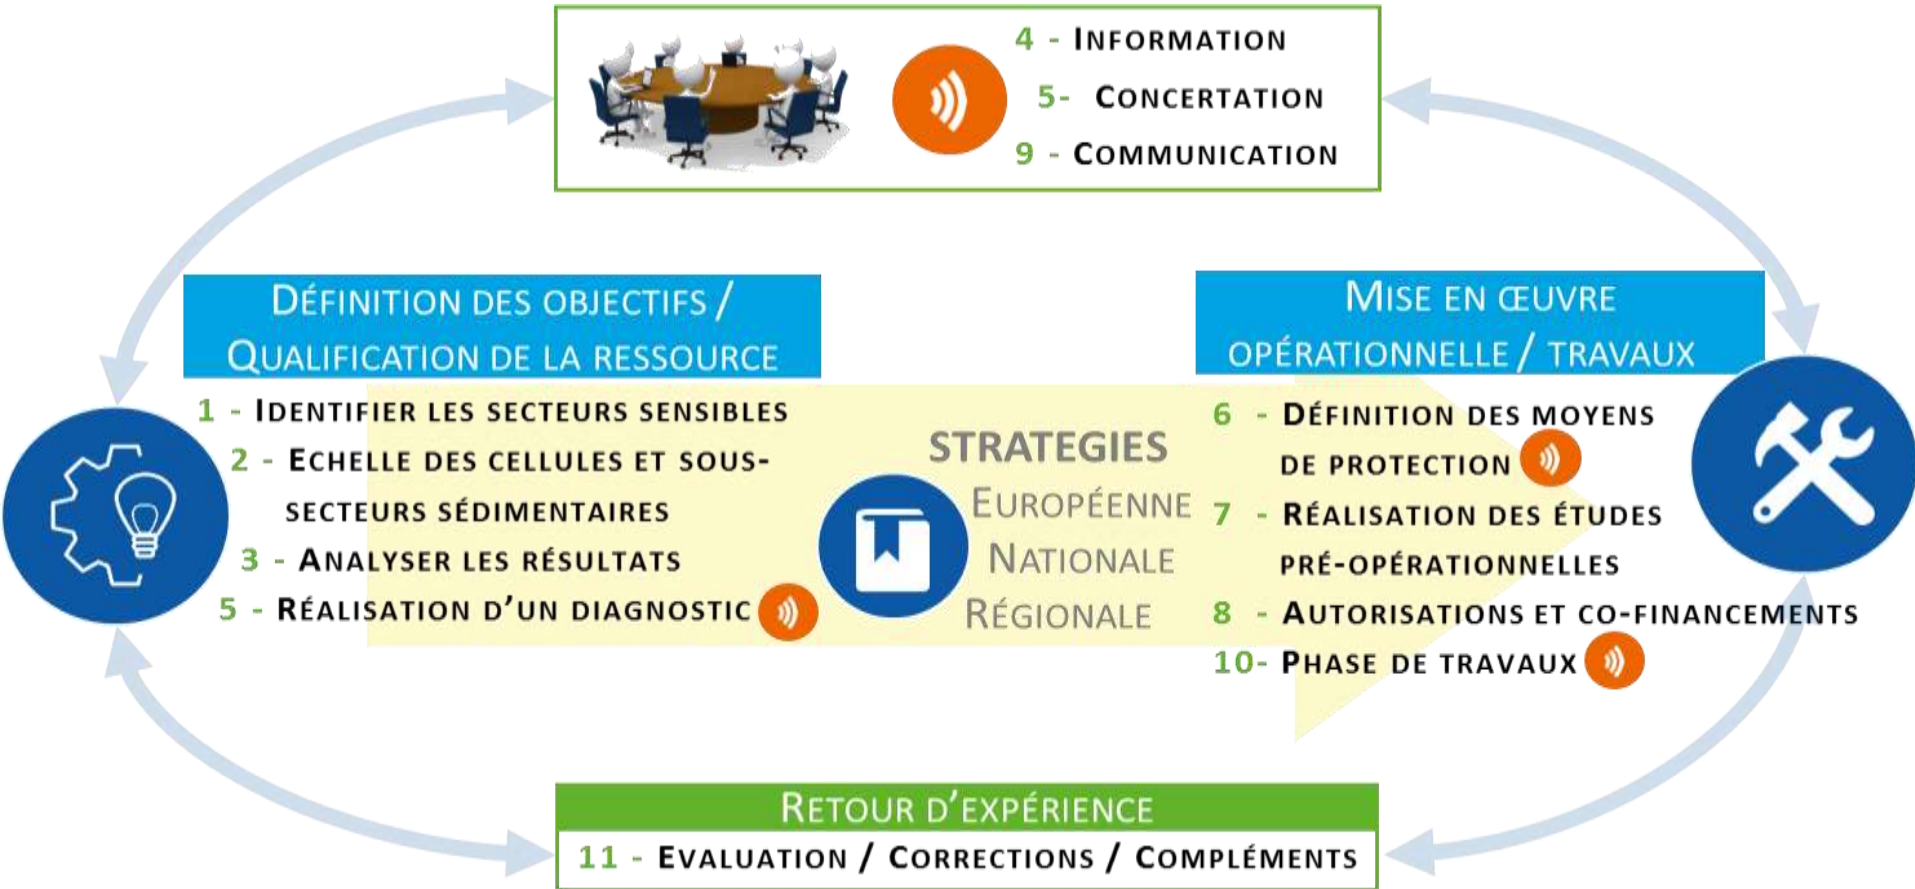 4 - INFORMATION
5- CONCERTATION
9 - COMMUNICATION
DÉFINITION DES OBJECTIFS /
QUALIFICATION DE LA RESSOURCE
1 - IDENTIFIER LES SECTEURS SENSIBLES
2 - ECHELLE DES CELLULES ET SOUS-
SECTEURS SÉDIMENTAIRES
3 - ANALYSER LES RÉSULTATS
5 - RÉALISATION D'UN DIAGNOSTIC
STRATEGIES
EUROPÉENNE
NATIONALE
RÉGIONALE
MISE EN ŒUVRE
OPÉRATIONNELLE / TRAVAUX
6 - DÉFINITION DES MOYENS
DE PROTECTION
7 - RÉALISATION DES ÉTUDES
PRÉ-OPÉRATIONNELLES
8 - AUTORISATIONS ET CO-FINANCEMENTS
10- PHASE DE TRAVAUX
RETOUR D'EXPÉRIENCE
11 - EVALUATION / CORRECTIONS / COMPLÉMENTS